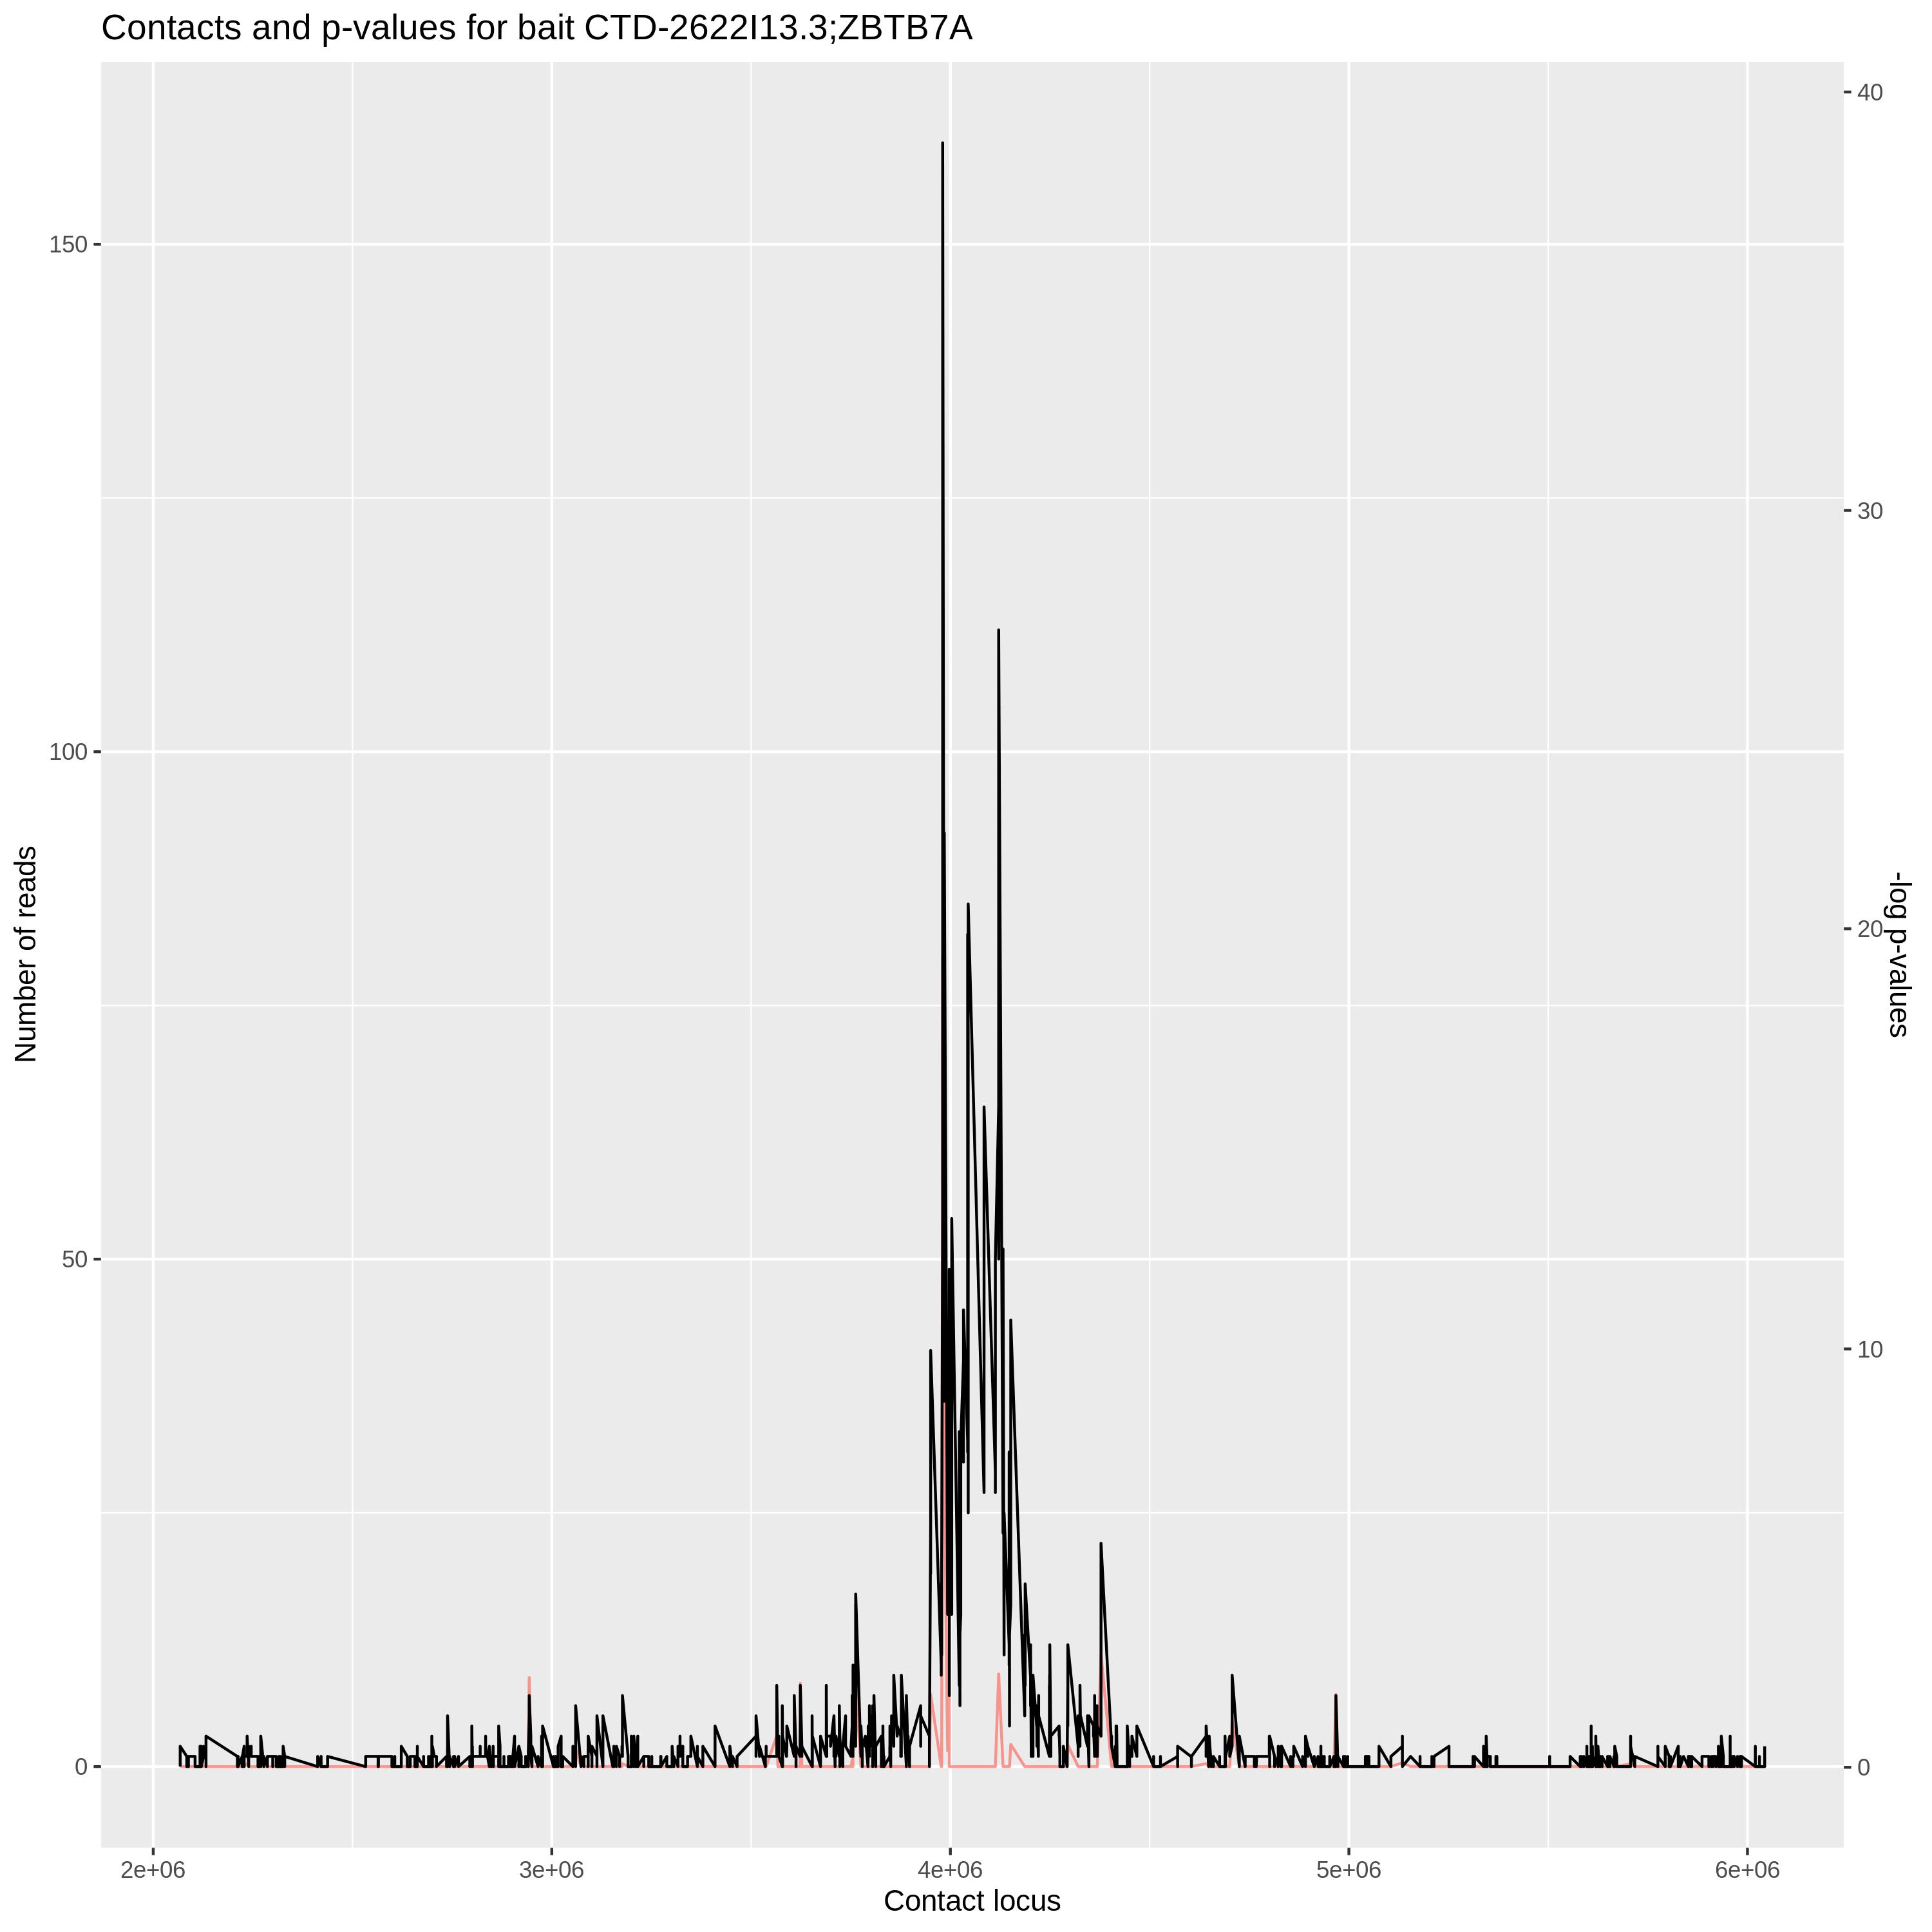 Contacts and p-values for bait CTD-2622I13.3;ZBTB7A
40
150
30
100
Number of reads
-log p-values
20
50
10
0
0
2e+06
3e+06
4e+06
5e+06
6e+06
Contact locus